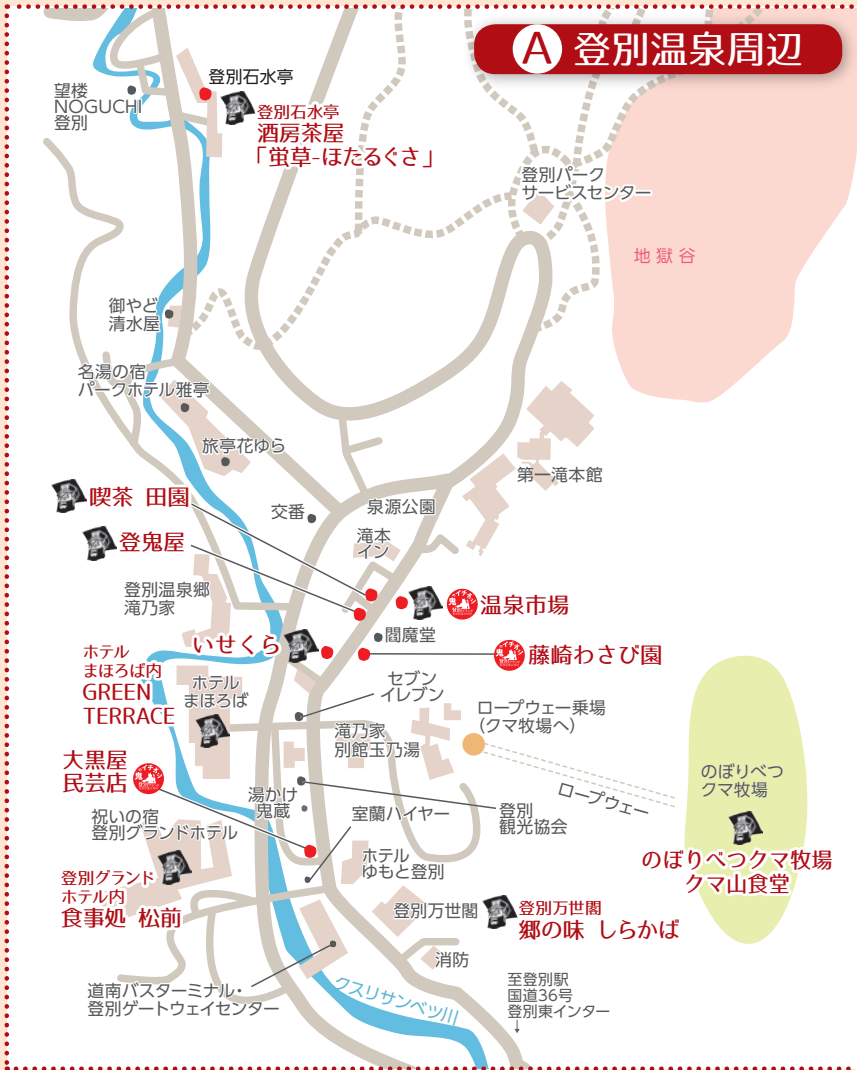 A 登別温泉周辺
望楼
NOGUCHI
登別
登別石水亭
登別石水亭
酒房茶屋
「蛍草-ほたるぐさ」
登別パーク
サービスセンター
地獄谷
御やど
清水屋
名湯の宿
パークホテル雅亭
旅亭花ゆら
第一滝本館
喫茶 田園
交番
泉源公園
登鬼屋
滝本
イン
登別温泉郷
滝乃家
温泉市場
閻魔堂
いせくら
藤崎わさび園
ホテル
まほろば内
GREEN
TERRACE
ホテル
まほろば
セブン
イレブン
ロープウェー乗場
(クマ牧場へ)
滝乃家
別館玉乃湯
大黒屋
民芸店
のぼりべつ
クマ牧場
ロープウェー
湯かけ
鬼蔵
室蘭ハイヤー
登別
観光協会
祝いの宿
登別グランドホテル
のぼりべつクマ牧場
クマ山食堂
ホテル
ゆもと登別
登別グランド
ホテル内
食事処 松前
登別万世閣
登別万世閣
郷の味 しらかば
消防
道南バスターミナル・
登別ゲートウェイセンター
クスリサンベツ川
至登別駅
国道36号
登別東インター